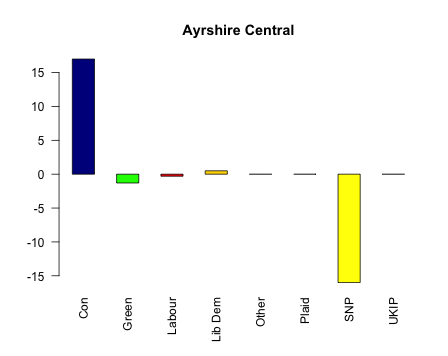 Ayrshire Central
15
10
5
0
-5
-10
-15
Con
Green
Labour
Lib Dem
Other
Plaid
SNP
UKIP